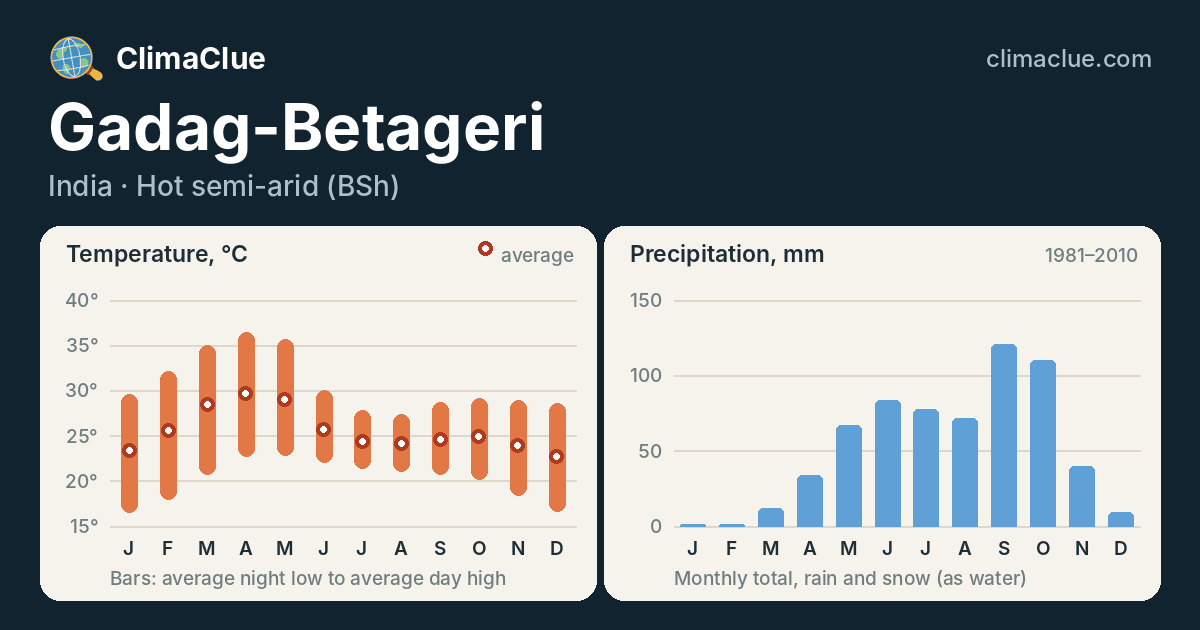 ClimaClue
climaclue.com
Gadag-Betageri
India · Hot semi-arid (BSh)
Temperature, °C
average
40°
35°
30°
25°
20°
15°
J F M A M J J A S O N D
Bars: average night low to average day high
Precipitation, mm
1981–2010
150
100
50
0
J F M A M J J A S O N D
Monthly total, rain and snow (as water)